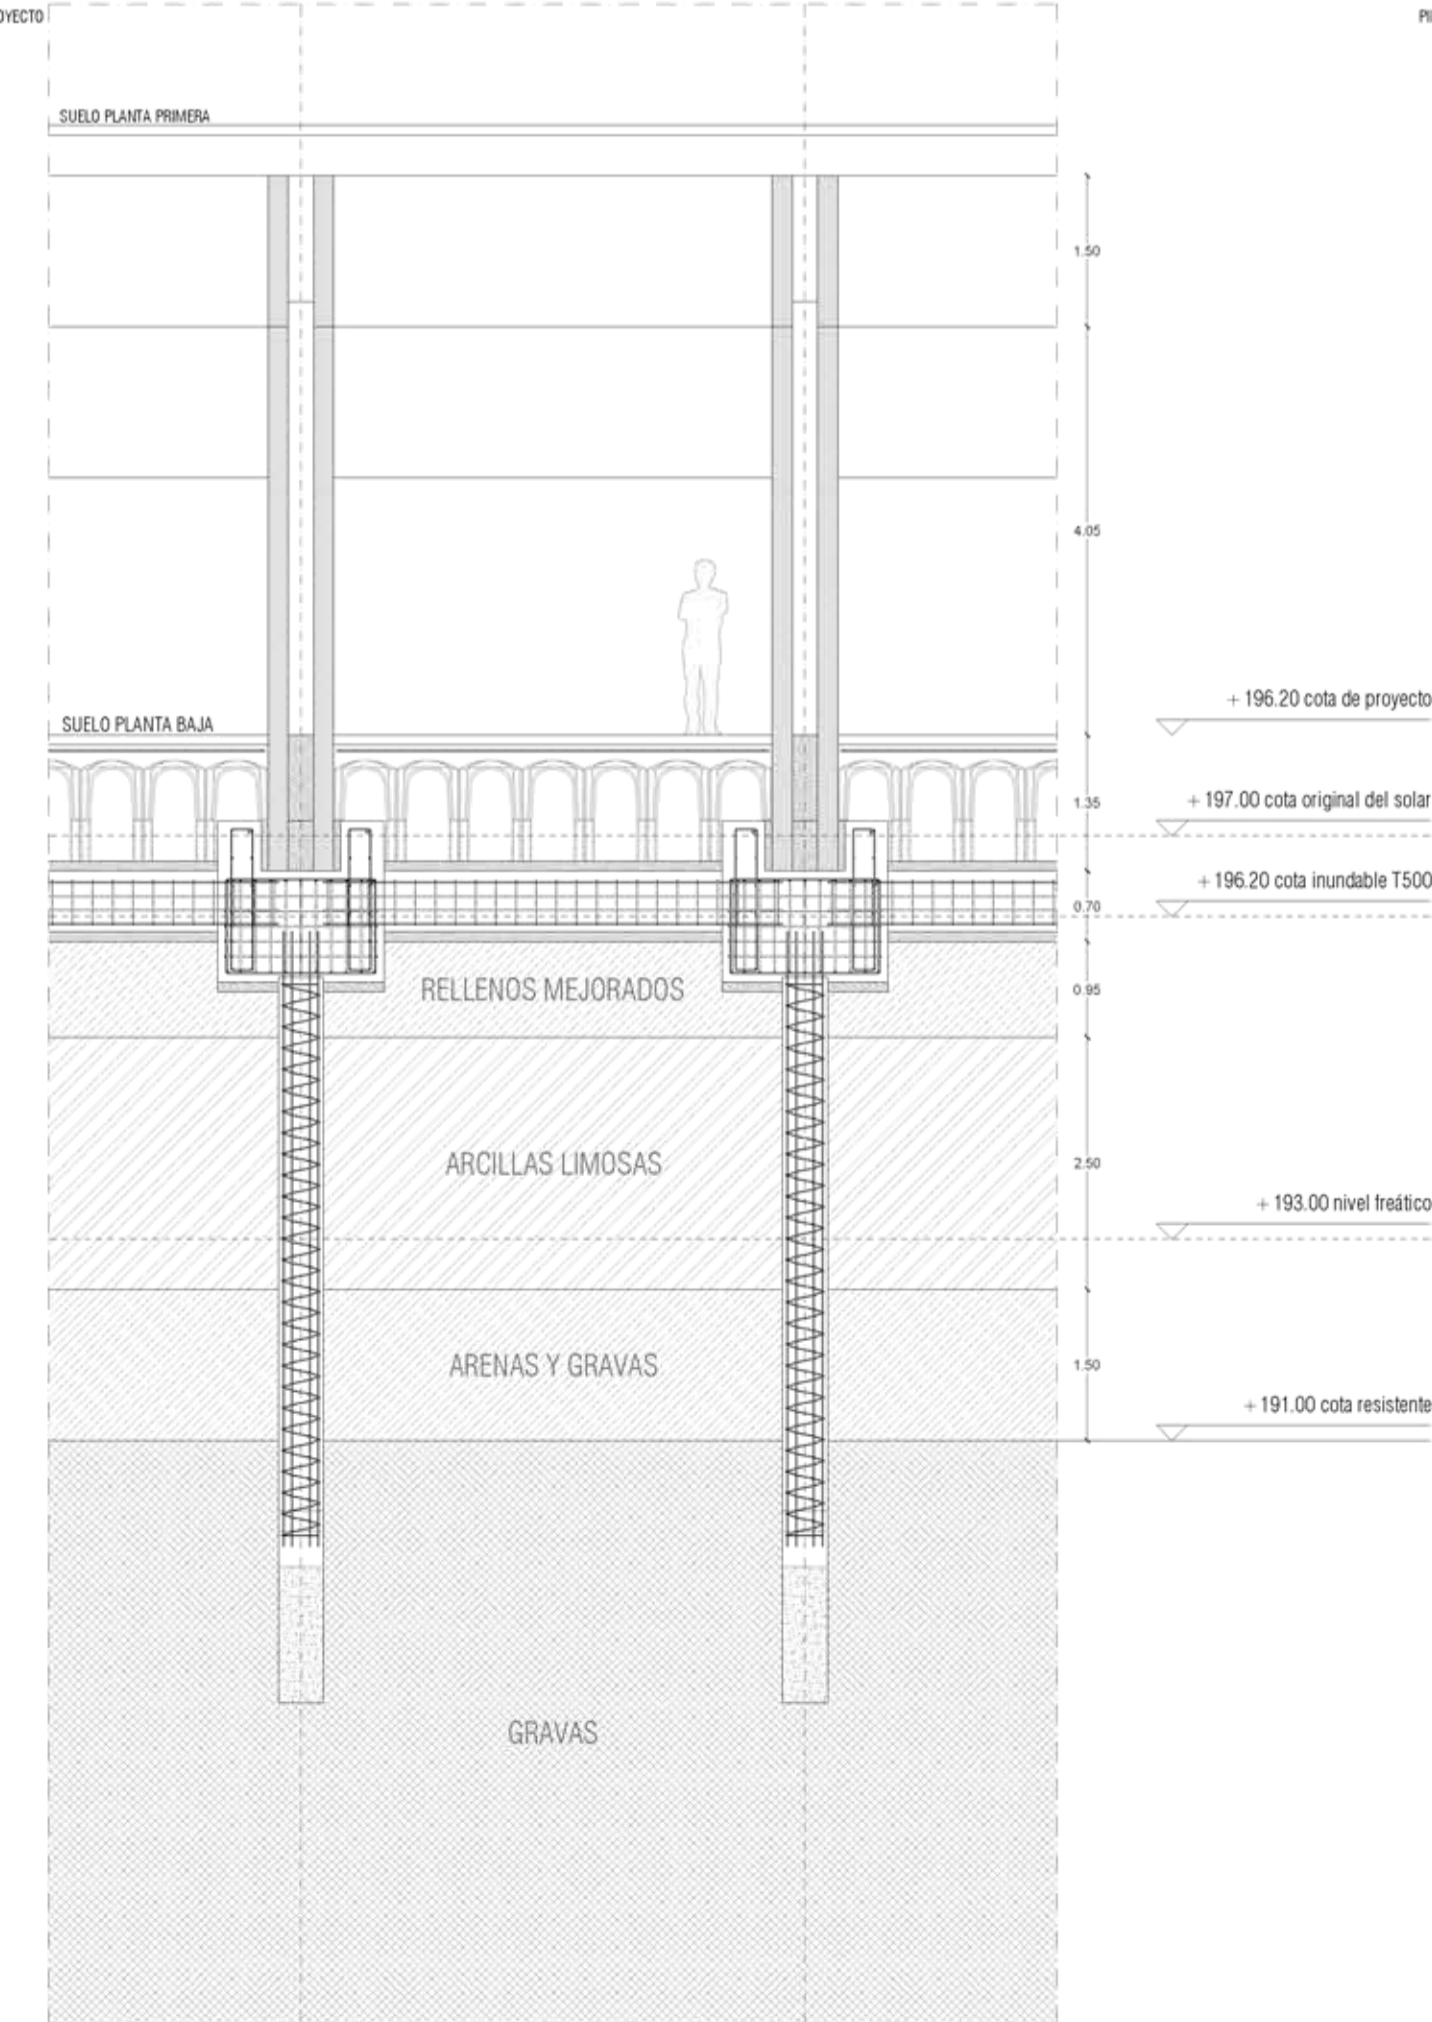 OYECTO
PI
SUELO PLANTA PRIMERA
1.50
4.05
+ 196.20 cota de proyecto
SUELO PLANTA BAJA
+ 197.00 cota original del solar
1.35
+ 196.20 cota inundable T500
0.70
RELLENOS MEJORADOS
0.95
ARCILLAS LIMOSAS
2.50
+ 193.00 nivel freático
ARENAS Y GRAVAS
1.50
+ 191.00 cota resistente
GRAVAS